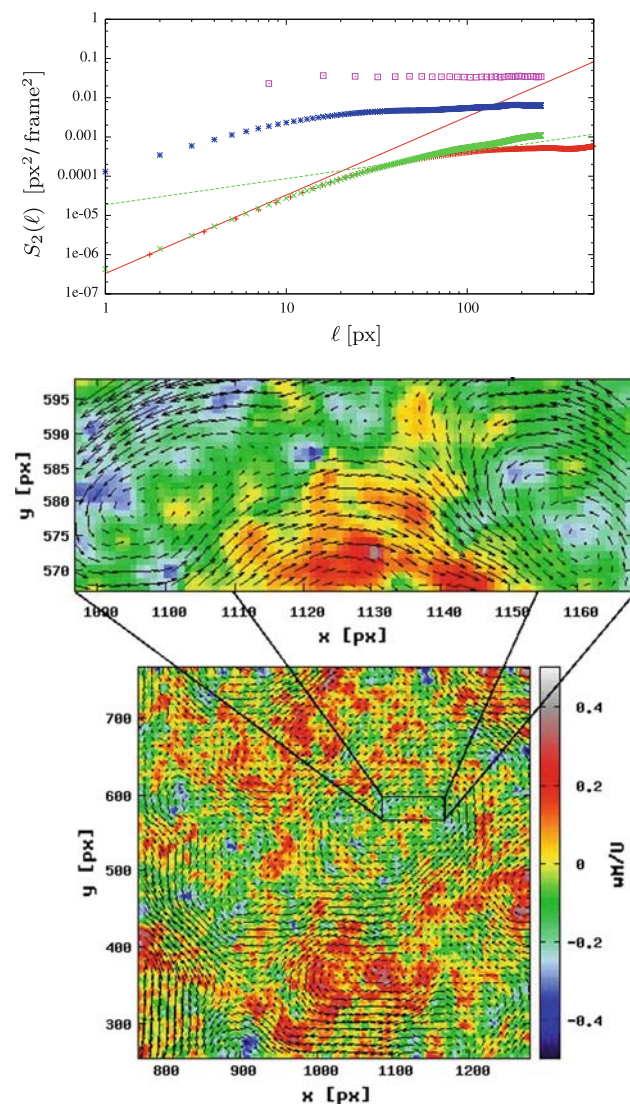 1
0.1
0.01
0.001
0.0001
1e-05
1e-06
1e-07
S₂(ℓ) [px²/ frame²]
1 10 100
ℓ [px]
595
590
585
580
575
570
y [px]
1090 1100 1110 1120 1130 1140 1150 1160
x [px]
700
600
500
400
300
y [px]
800 900 1000 1100 1200
x [px]
0.4
0.2
0
-0.2
-0.4
wH/U